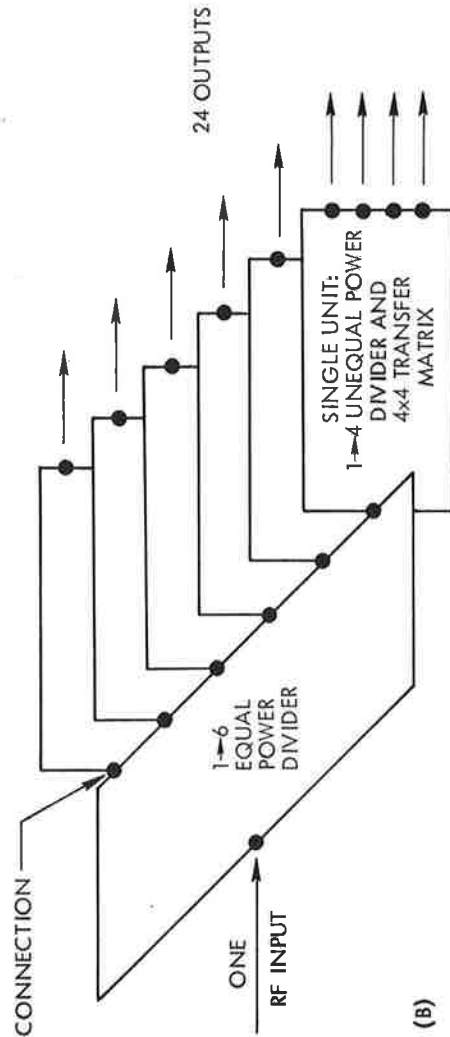 CONNECTION
24 OUTPUTS
1→6
EQUAL
POWER
DIVIDER
SINGLE UNIT:
1→4 UNEQUAL POWER
DIVIDER AND
4x4 TRANSFER
MATRIX
ONE
RF INPUT
(B)